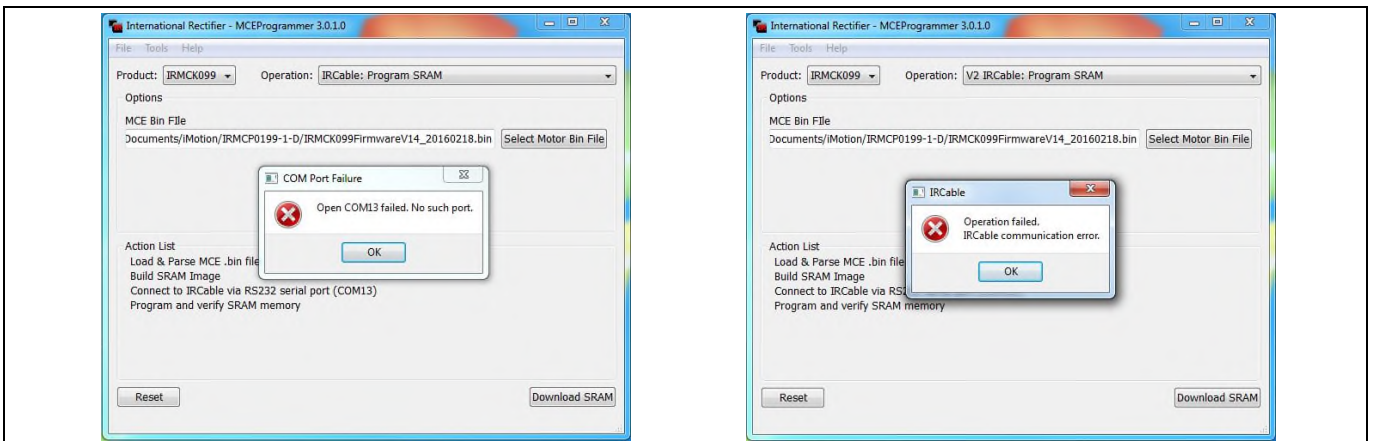 International Rectifier - MCEProgrammer 3.0.1.0
File Tools Help
Product: IRMCK099 Operation: IRCable: Program SRAM
Options
MCE Bin FIle
Documents/iMotion/IRMCP0199-1-D/IRMCK099FirmwareV14_20160218.bin Select Motor Bin File
COM Port Failure
Open COM13 failed. No such port.
OK
Action List
Load & Parse MCE .bin file
Build SRAM Image
Connect to IRCable via RS232 serial port (COM13)
Program and verify SRAM memory
Reset Download SRAM
International Rectifier - MCEProgrammer 3.0.1.0
File Tools Help
Product: IRMCK099 Operation: V2 IRCable: Program SRAM
Options
MCE Bin FIle
Documents/iMotion/IRMCP0199-1-D/IRMCK099FirmwareV14_20160218.bin Select Motor Bin File
IRCable
Operation failed.
IRCable communication error.
OK
Action List
Load & Parse MCE .bin file
Build SRAM Image
Connect to IRCable via
Program and verify SRAM memory
Reset Download SRAM